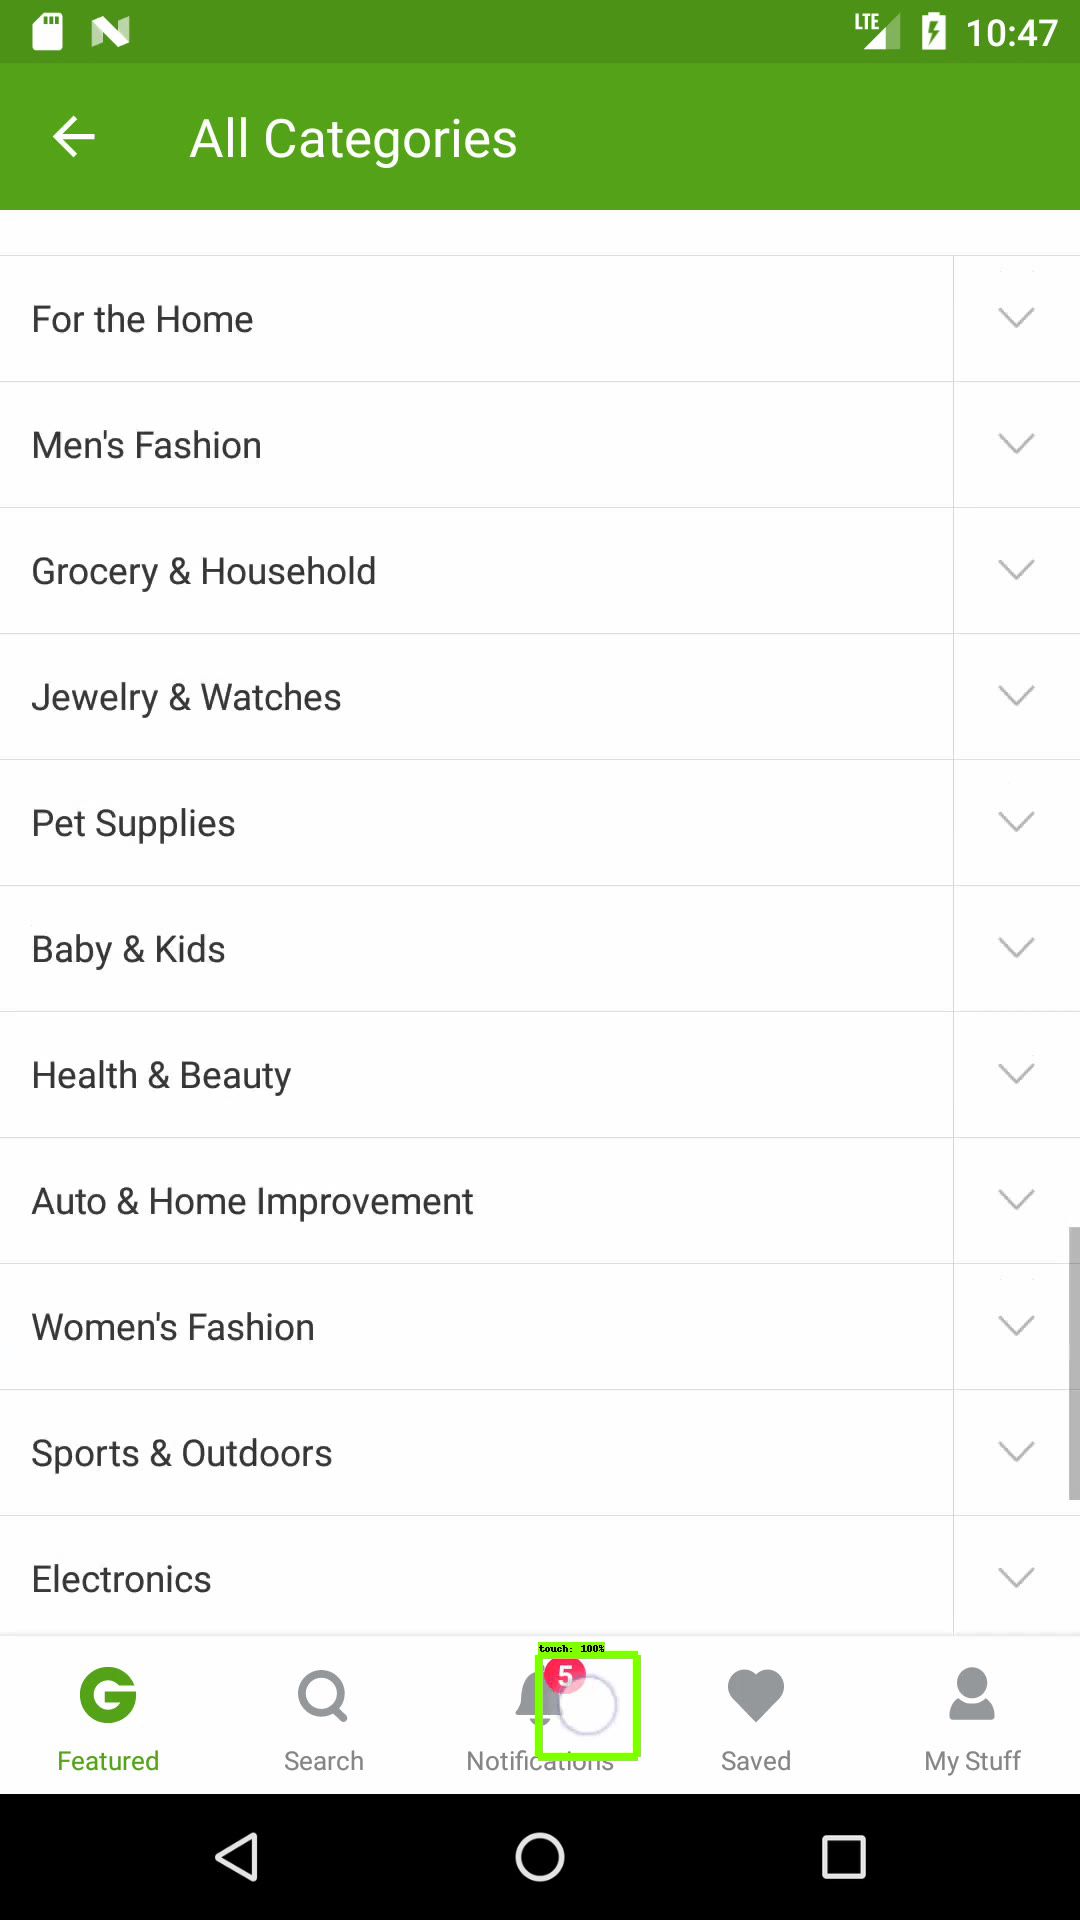 LTE 10:47
All Categories
For the Home
Men's Fashion
Grocery & Household
Jewelry & Watches
Pet Supplies
Baby & Kids
Health & Beauty
Auto & Home Improvement
Women's Fashion
Sports & Outdoors
Electronics
touch: 100%
5
Featured
Search
Notifications
Saved
My Stuff